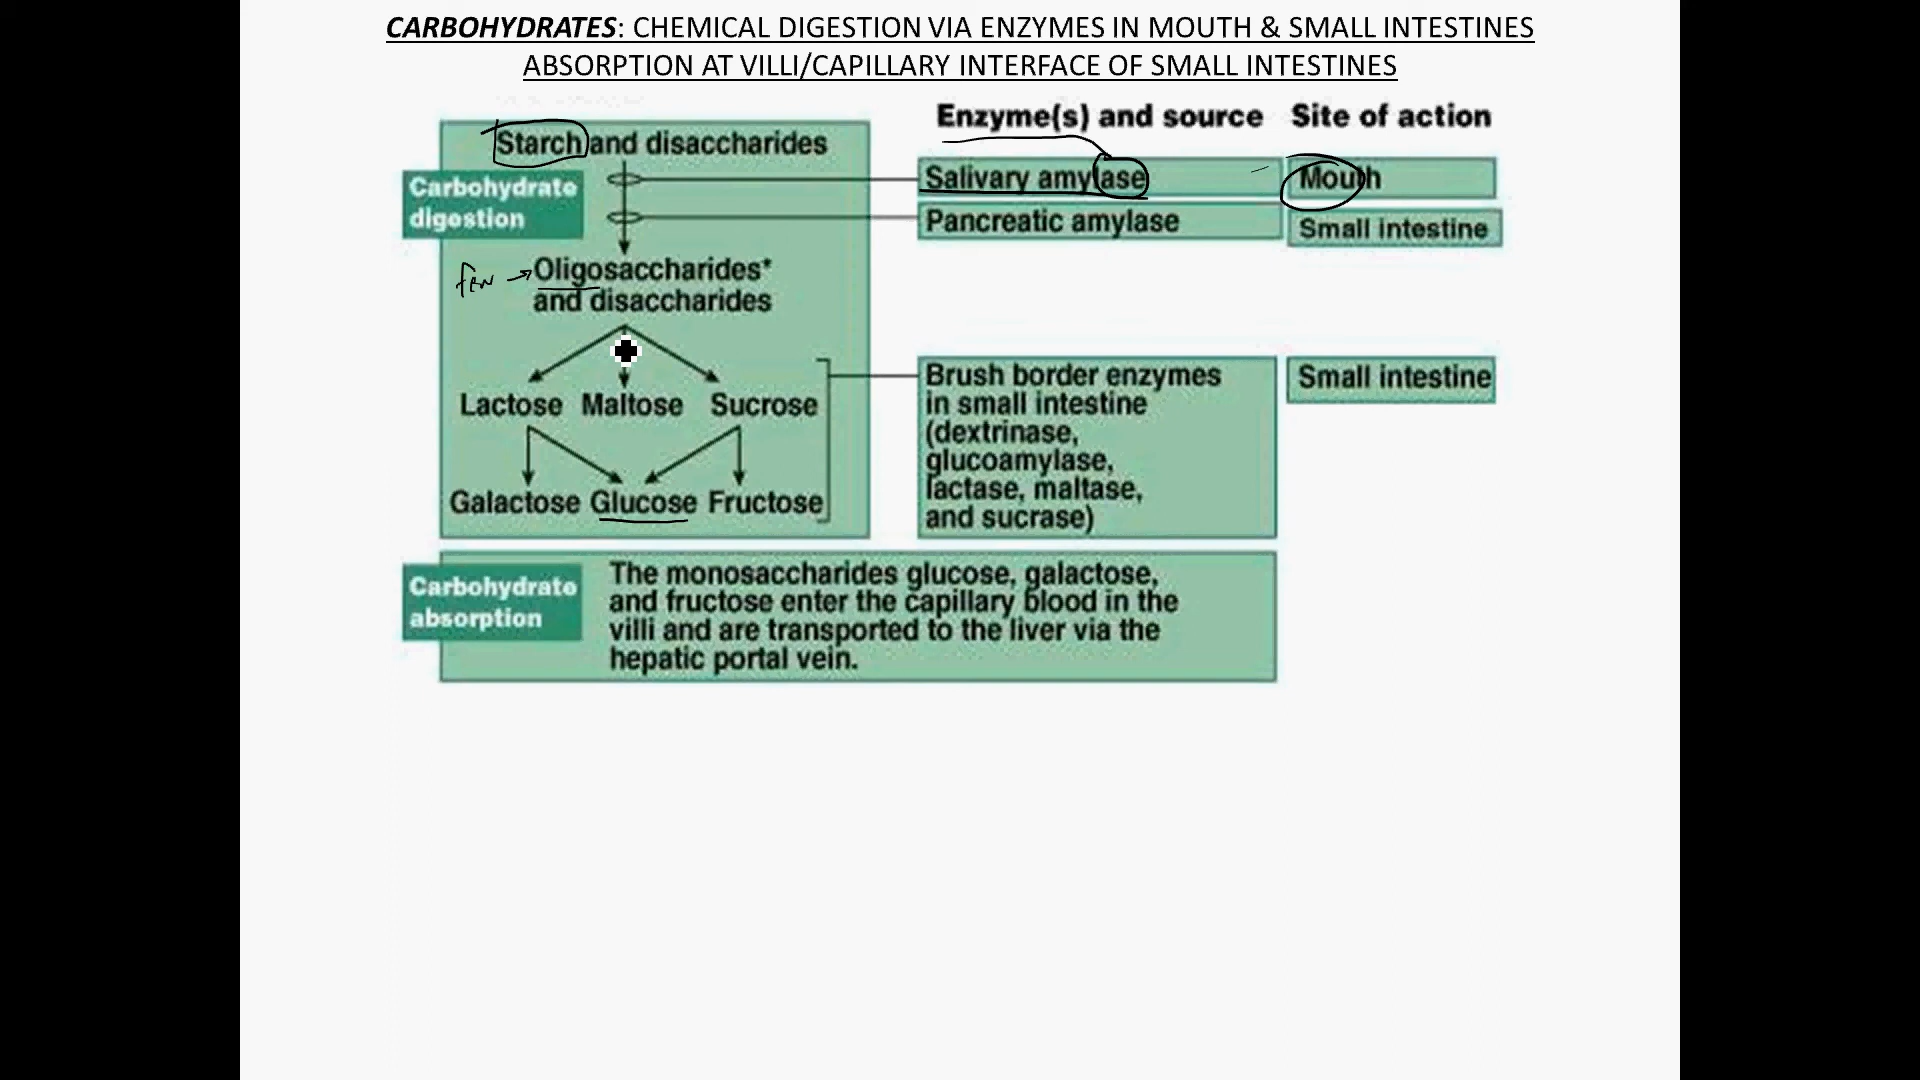 CARBOHYDRATES: CHEMICAL DIGESTION VIA ENZYMES IN MOUTH & SMALL INTESTINES
ABSORPTION AT VILLI/CAPILLARY INTERFACE OF SMALL INTESTINES
Enzyme(s) and source
Site of action
Starch and disaccharides
Carbohydrate
digestion
Salivary amylase
Mouth
Pancreatic amylase
Small intestine
few
Oligosaccharides*
and disaccharides
Lactose Maltose Sucrose
Galactose Glucose Fructose
Brush border enzymes
in small intestine
(dextrinase,
glucoamylase,
lactase, maltase,
and sucrase)
Small intestine
Carbohydrate
absorption
The monosaccharides glucose, galactose,
and fructose enter the capillary blood in the
villi and are transported to the liver via the
hepatic portal vein.